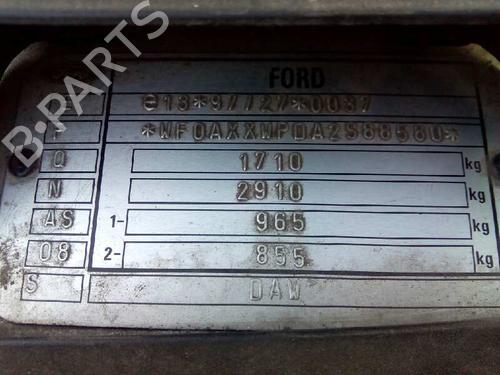 FORD
e13*97/27*0037
T *WF0AXXWPDA2S88580*
Q 1710 kg
N 2910 kg
AS 1- 965 kg
08 2- 855 kg
S DAW
B-PARTS